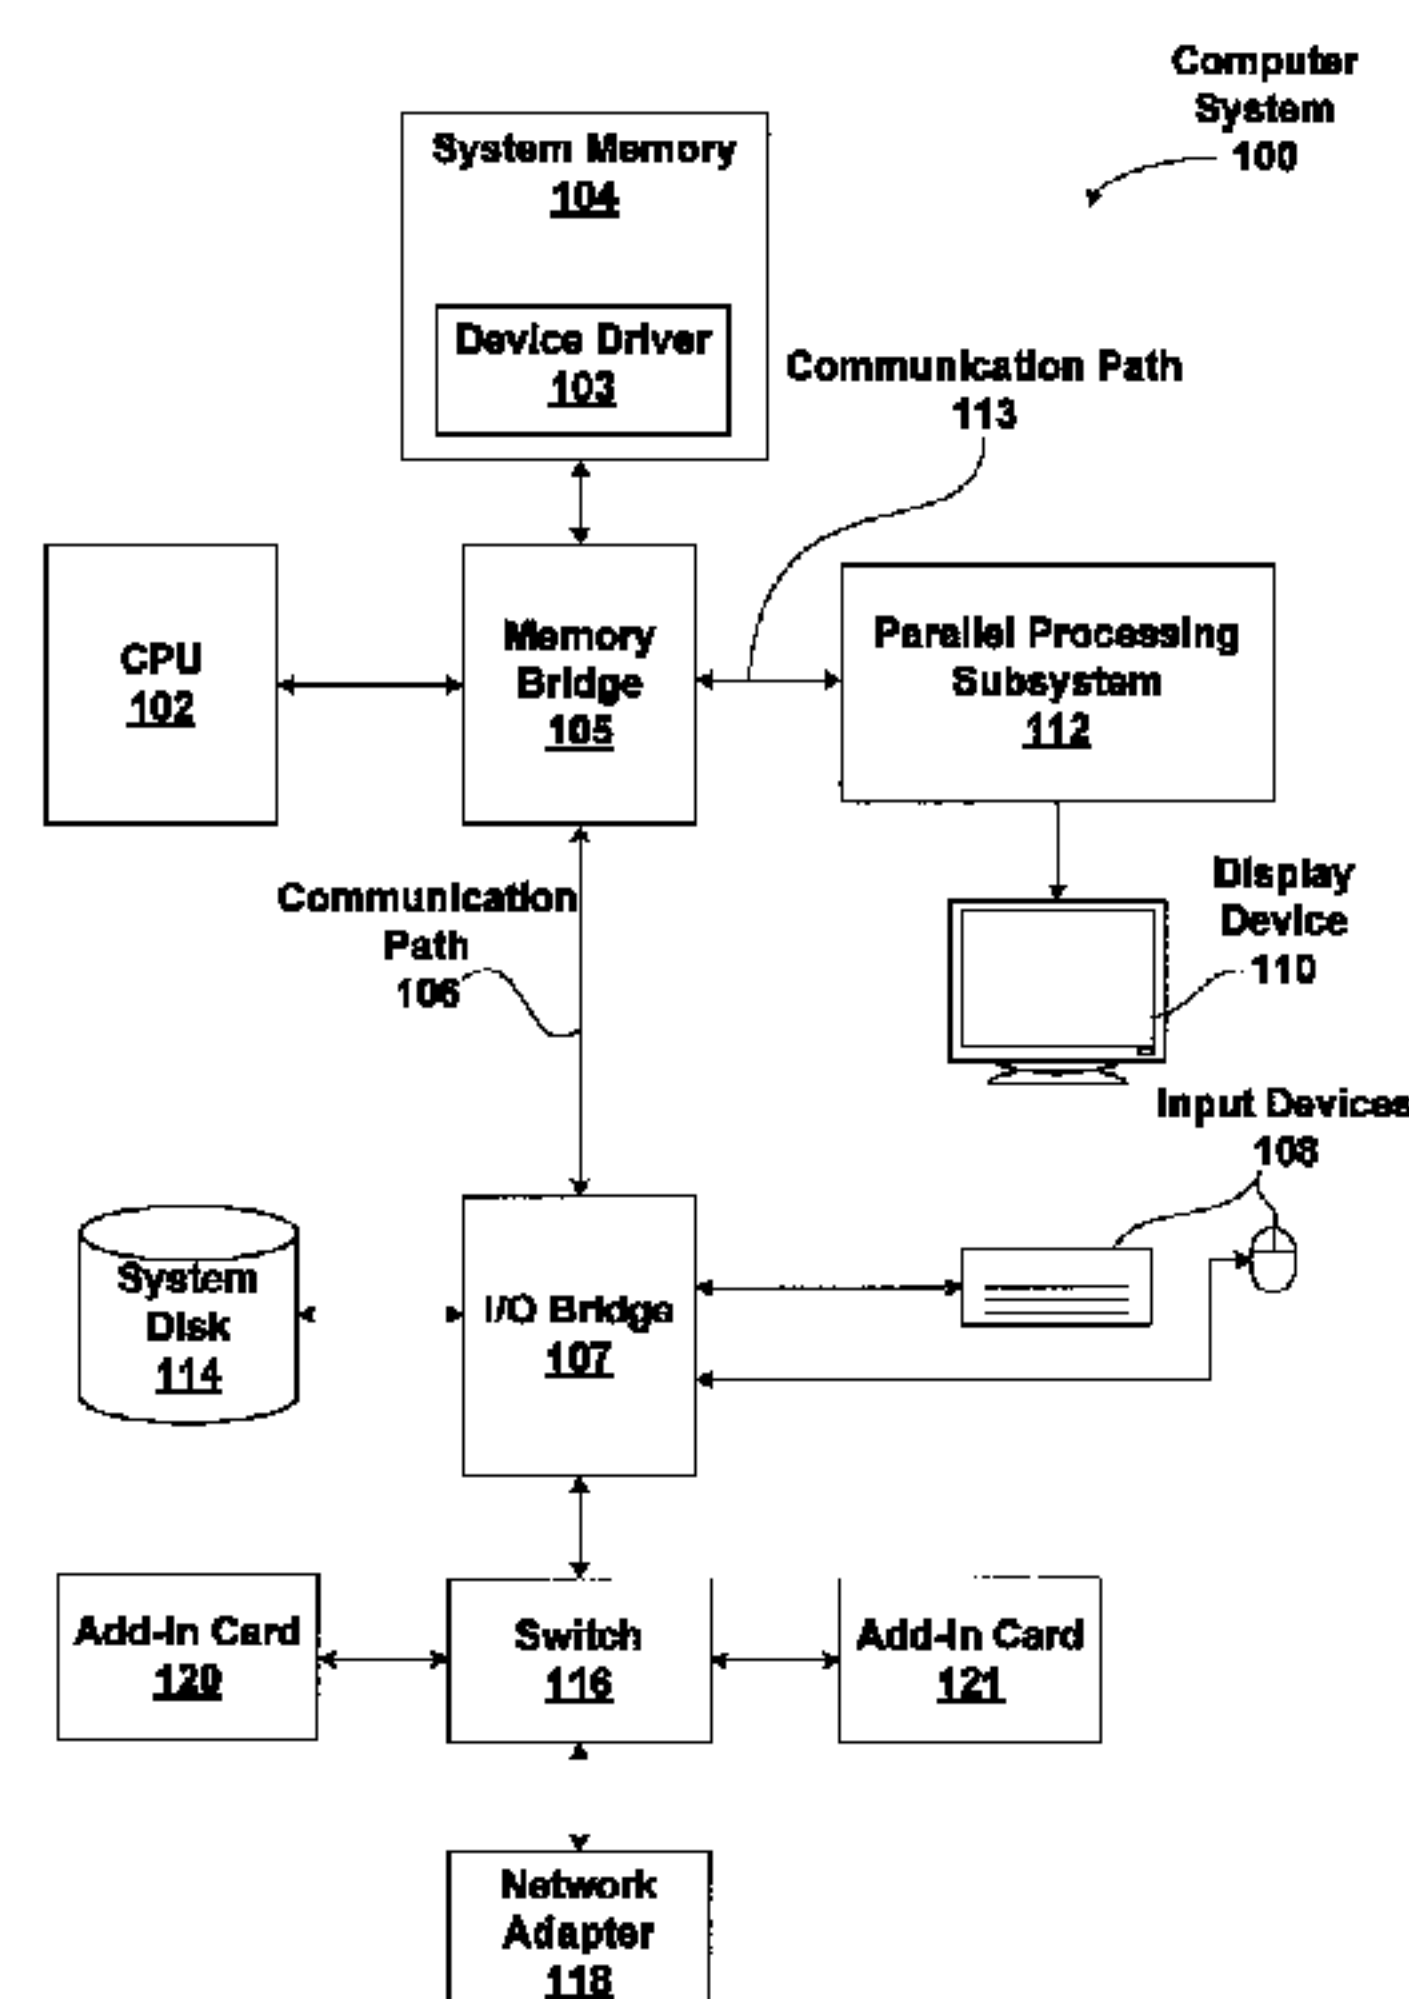 Computer
System
100
System Memory
104
Device Driver
103
Communication Path
113
CPU
102
Memory
Bridge
105
Parallel Processing
Subsystem
112
Communication
Path
106
Display
Device
110
Input Devices
108
System
Disk
114
I/O Bridge
107
Add-In Card
120
Switch
116
Add-In Card
121
Network
Adapter
118